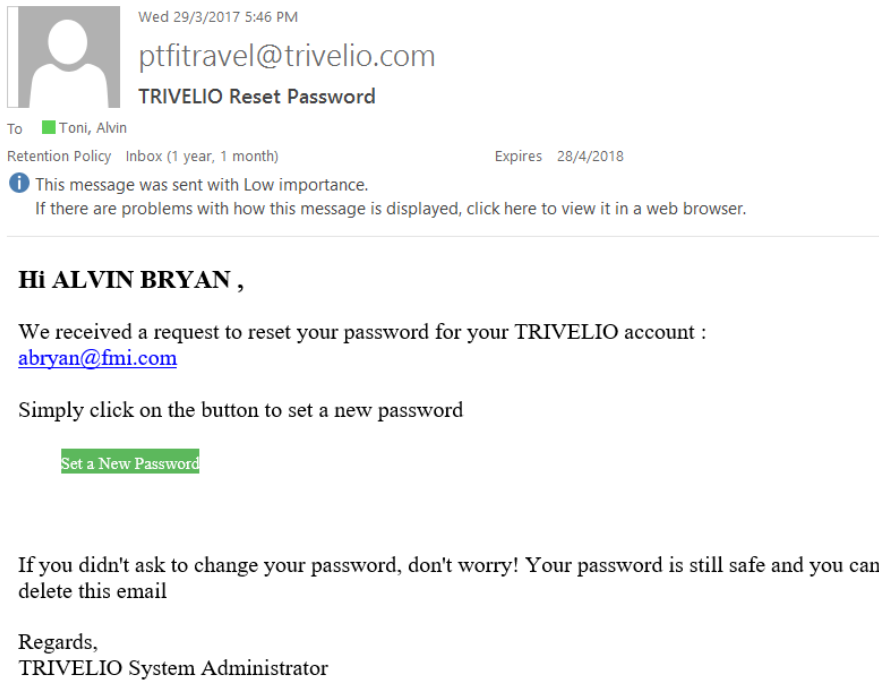 Wed 29/3/2017 5:46 PM
ptfitravel@trivelio.com
TRIVELIO Reset Password
To Toni, Alvin
Retention Policy Inbox (1 year, 1 month) Expires 28/4/2018
This message was sent with Low importance.
If there are problems with how this message is displayed, click here to view it in a web browser.
Hi ALVIN BRYAN ,
We received a request to reset your password for your TRIVELIO account :
abryan@fmi.com
Simply click on the button to set a new password
Set a New Password
If you didn't ask to change your password, don't worry! Your password is still safe and you can
delete this email
Regards,
TRIVELIO System Administrator